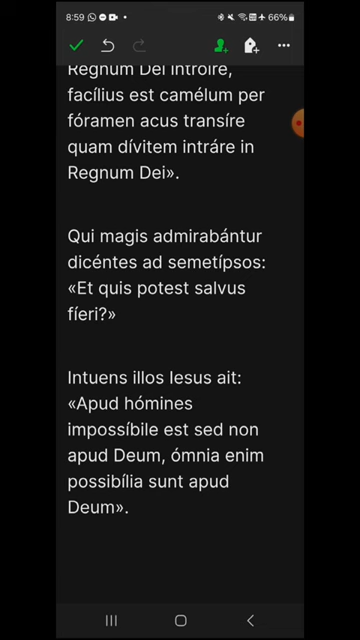 8:59 66%
Regnum Dei introíre,
facílius est camélum per
fóramen acus transíre
quam dívitem intráre in
Regnum Dei».
Qui magis admirabántur
dicéntes ad semetípsos:
«Et quis potest salvus
fíeri?»
Intuens illos Iesus ait:
«Apud hómines
impossíbile est sed non
apud Deum, ómnia enim
possibília sunt apud
Deum».